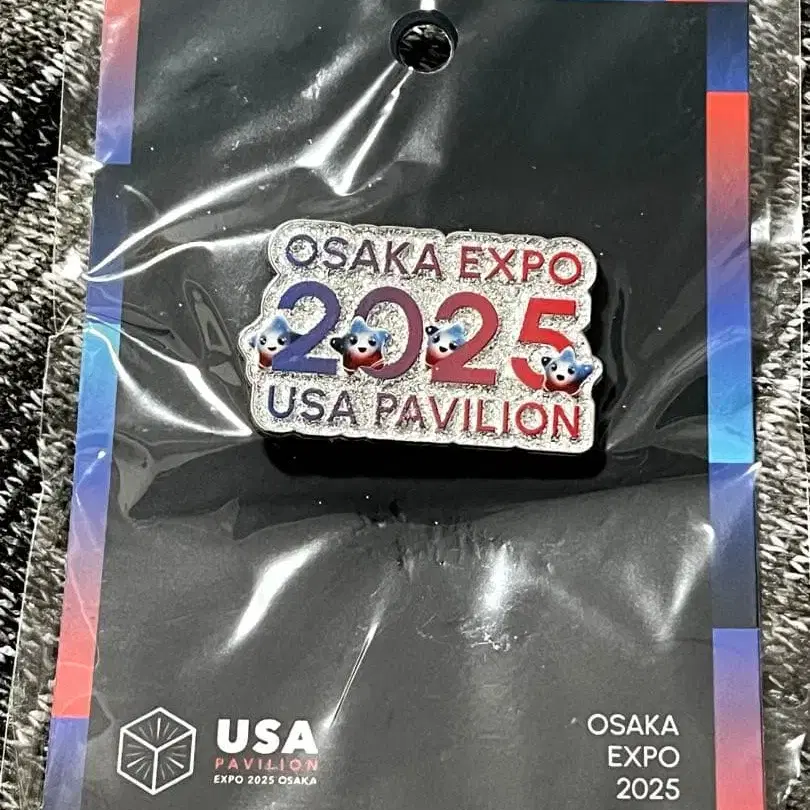 OSAKA EXPO
2025
USA PAVILION
USA
PAVILION
EXPO 2025 OSAKA
OSAKA
EXPO
2025